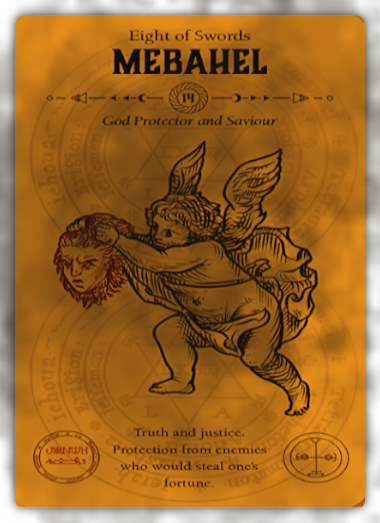 Eight of Swords
MEBAHEL
14
God Protector and Saviour
Truth and justice.
Protection from enemies
who would steal one's
fortune.